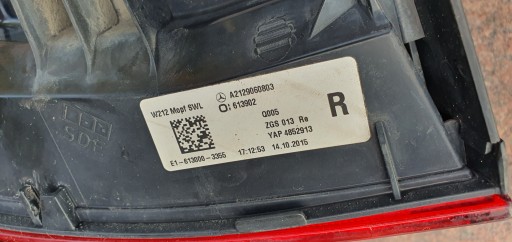 W212 Mopf SWL
A2129060803
613902
Q005
ZGS 013 Re
YAP 4852913
R
E1-613000-3355
17:12:53 14.10.2015